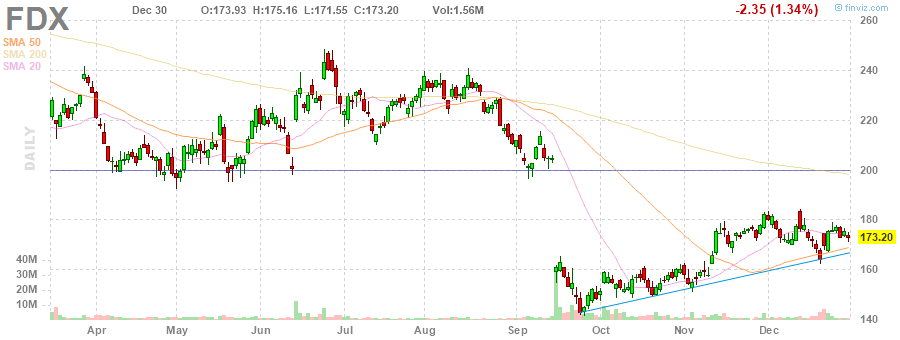 FDX Dec 30 O:173.93 H:175.16 L:171.55 C:173.20 Vol:1.56M -2.35 (1.34%) © finviz.com
SMA 50
SMA 200
SMA 20
DAILY
260
240
220
200
180
173.20
160
140
40M
30M
20M
10M
Apr May Jun Jul Aug Sep Oct Nov Dec